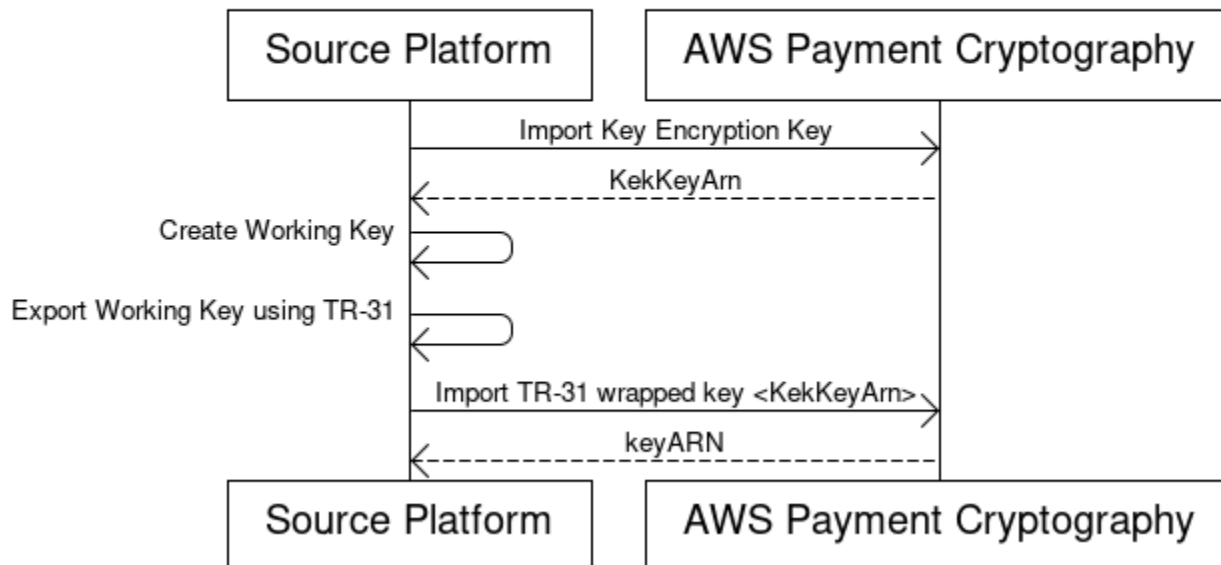 Source Platform
AWS Payment Cryptography
Import Key Encryption Key
KekKeyArn
Create Working Key
Export Working Key using TR-31
Import TR-31 wrapped key <KekKeyArn>
keyARN
Source Platform
AWS Payment Cryptography